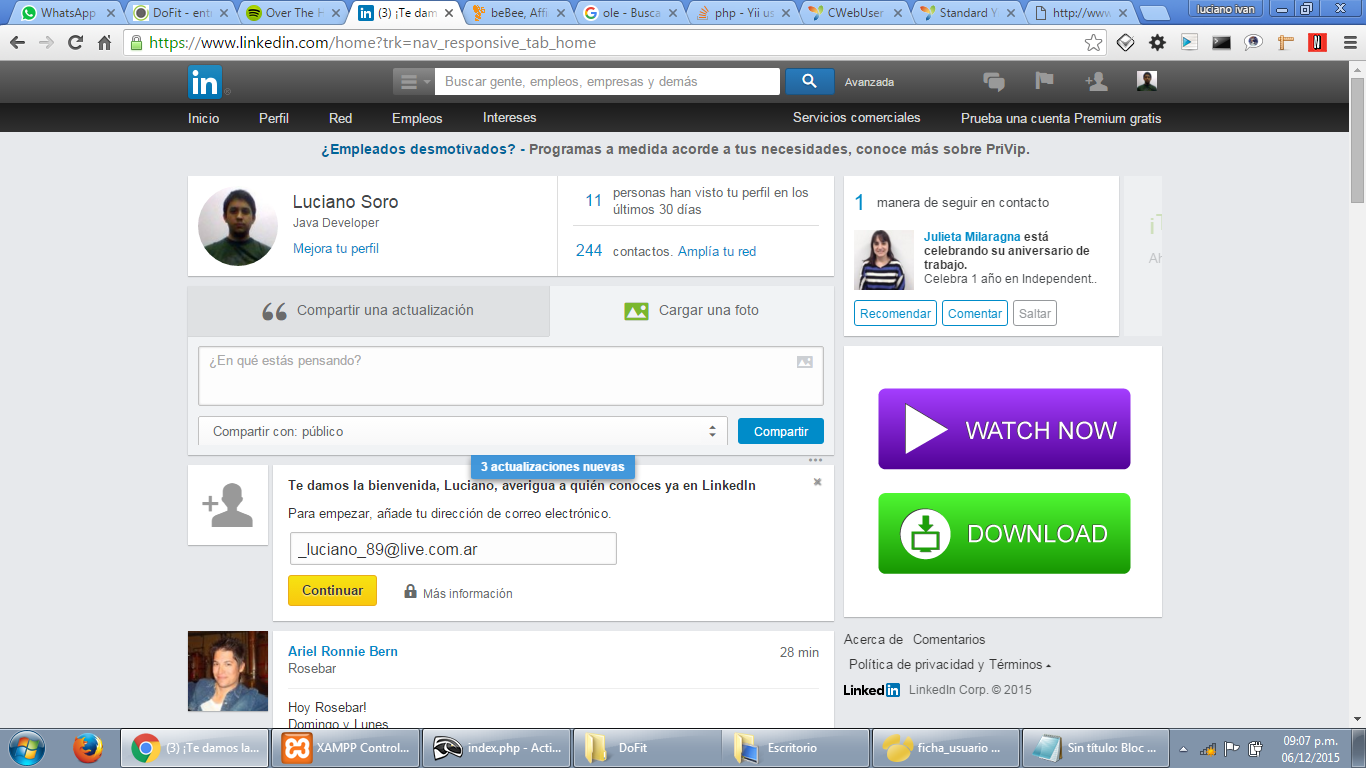 WhatsApp
DoFit - entr
Over The H
(3) ¡Te dam
beBee, Affi
ole - Busca
php - Yii us
CWebUser
Standard Y
http://www
luciano ivan
https://www.linkedin.com/home?trk=nav_responsive_tab_home
in
Buscar gente, empleos, empresas y demás
Avanzada
Inicio
Perfil
Red
Empleos
Intereses
Servicios comerciales
Prueba una cuenta Premium gratis
¿Empleados desmotivados? - Programas a medida acorde a tus necesidades, conoce más sobre PriVip.
Luciano Soro
Java Developer
Mejora tu perfil
11 personas han visto tu perfil en los
últimos 30 días
244 contactos. Amplía tu red
1 manera de seguir en contacto
Julieta Milaragna está
celebrando su aniversario de
trabajo.
Celebra 1 año en Independent..
Recomendar
Comentar
Saltar
Compartir una actualización
Cargar una foto
¿En qué estás pensando?
Compartir con: público
Compartir
3 actualizaciones nuevas
Te damos la bienvenida, Luciano, averigua a quién conoces ya en LinkedIn
Para empezar, añade tu dirección de correo electrónico.
_luciano_89@live.com.ar
Continuar
Más información
WATCH NOW
DOWNLOAD
Ariel Ronnie Bern
28 min
Rosebar
Hoy Rosebar!
Domingo y Lunes
Acerca de
Comentarios
Política de privacidad y Términos
Linked in LinkedIn Corp. © 2015
(3) ¡Te damos la...
XAMPP Control...
index.php - Acti...
DoFit
Escritorio
ficha_usuario ...
Sin título: Bloc ...
09:07 p.m.
06/12/2015